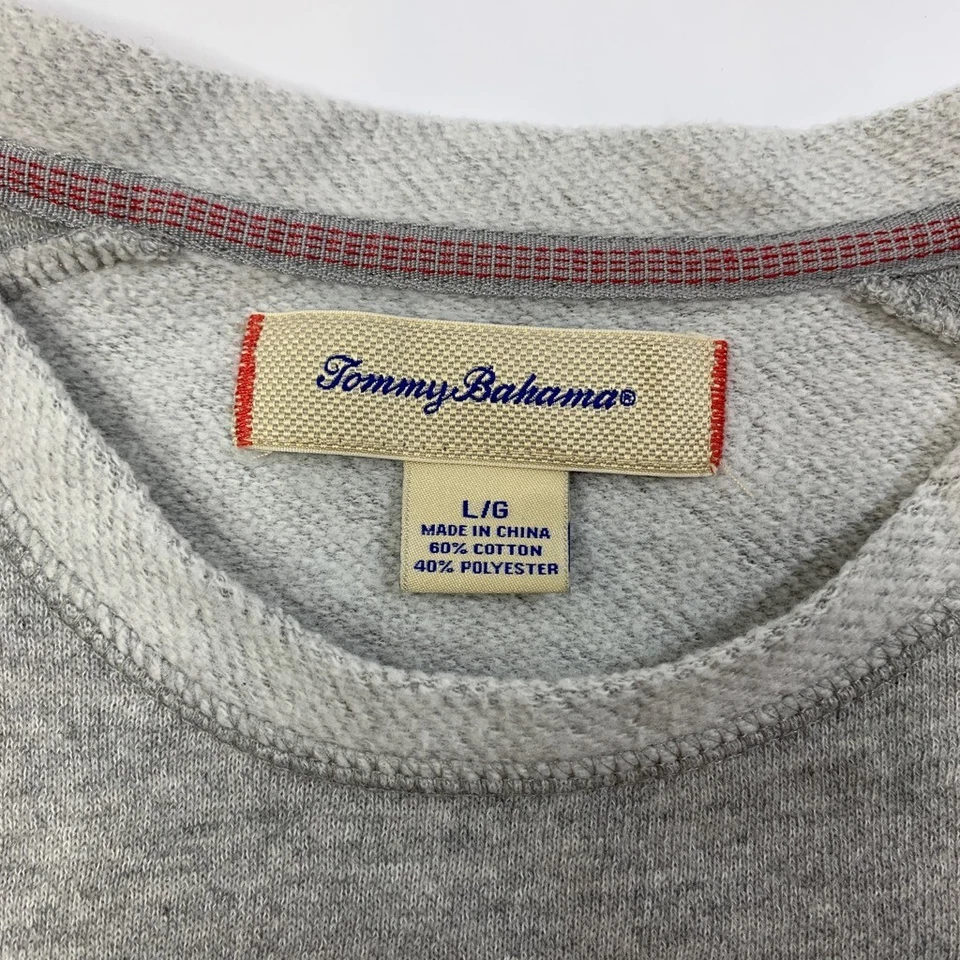 Tommy Bahama®
L/G
MADE IN CHINA
60% COTTON
40% POLYESTER